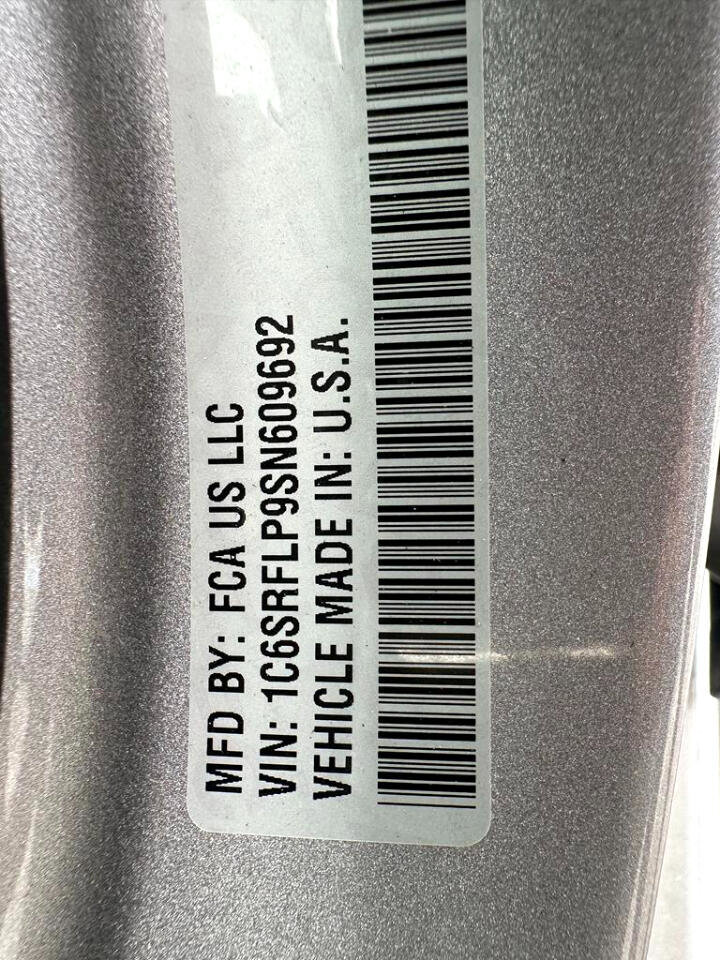 MFD BY: FCA US LLC
VIN: 1C6SRFLP9SN609692
VEHICLE MADE IN: U.S.A.